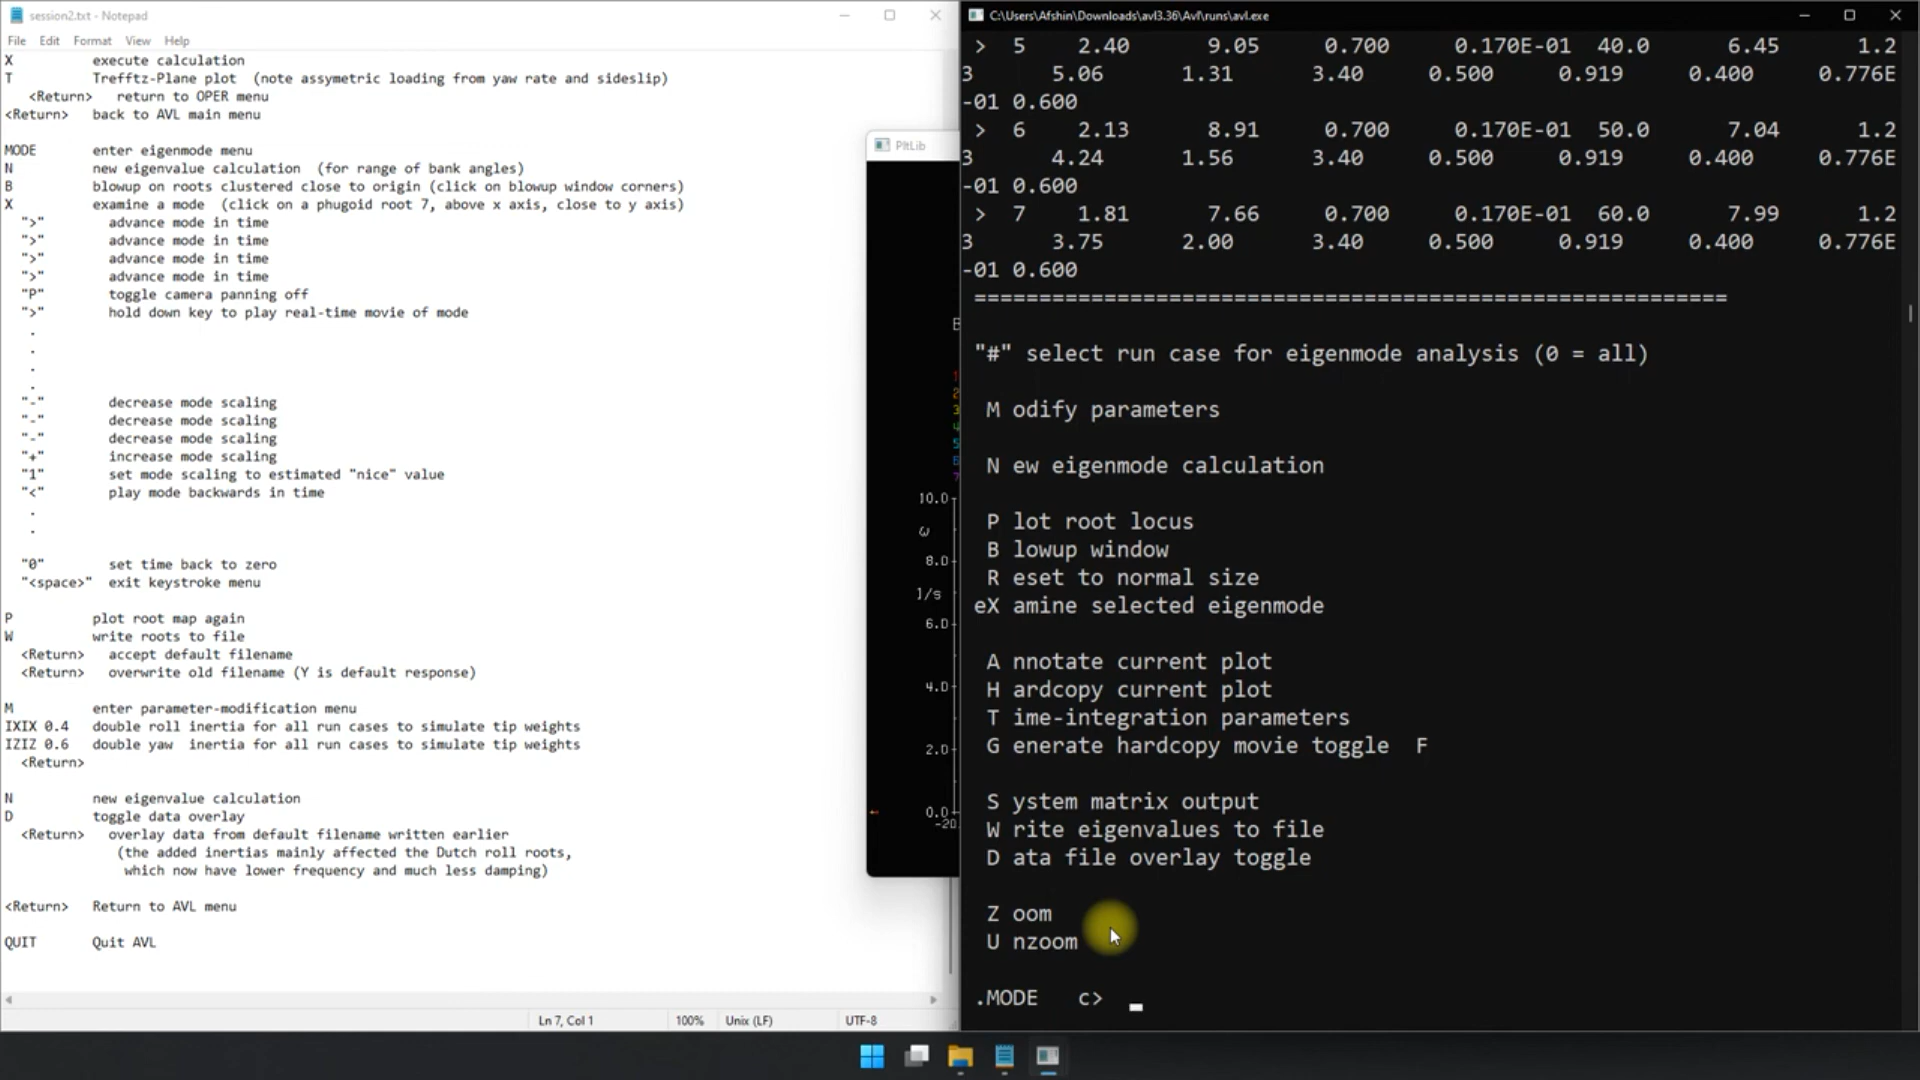 session2.txt - Notepad
File Edit Format View Help
X execute calculation
T Trefftz-Plane plot (note assymetric loading from yaw rate and sideslip)
<Return> return to OPER menu
<Return> back to AVL main menu
MODE enter eigenmode menu
N new eigenvalue calculation (for range of bank angles)
B blowup on roots clustered close to origin (click on blowup window corners)
X examine a mode (click on a phugoid root 7, above x axis, close to y axis)
">" advance mode in time
">" advance mode in time
">" advance mode in time
">" advance mode in time
"P" toggle camera panning off
">" hold down key to play real-time movie of mode
.
.
.
.
"-" decrease mode scaling
"-" decrease mode scaling
"-" decrease mode scaling
"+" increase mode scaling
"1" set mode scaling to estimated "nice" value
"<" play mode backwards in time
.
.
"0" set time back to zero
"<space>" exit keystroke menu
P plot root map again
W write roots to file
<Return> accept default filename
<Return> overwrite old filename (Y is default response)
M enter parameter-modification menu
IXIX 0.4 double roll inertia for all run cases to simulate tip weights
IZIZ 0.6 double yaw inertia for all run cases to simulate tip weights
<Return>
N new eigenvalue calculation
D toggle data overlay
<Return> overlay data from default filename written earlier
(the added inertias mainly affected the Dutch roll roots,
which now have lower frequency and much less damping)
<Return> Return to AVL menu
QUIT Quit AVL
Ln 7, Col 1 100% Unix (LF) UTF-8
PltLib
1
2
3
4
5
6
7
10.0
ω
8.0
1/s
6.0
4.0
2.0
0.0
-20.
C:\Users\Afshin\Downloads\avl3.36\Avl\runs\avl.exe
> 5 2.40 9.05 0.700 0.170E-01 40.0 6.45 1.2
3 5.06 1.31 3.40 0.500 0.919 0.400 0.776E
-01 0.600
> 6 2.13 8.91 0.700 0.170E-01 50.0 7.04 1.2
3 4.24 1.56 3.40 0.500 0.919 0.400 0.776E
-01 0.600
> 7 1.81 7.66 0.700 0.170E-01 60.0 7.99 1.2
3 3.75 2.00 3.40 0.500 0.919 0.400 0.776E
-01 0.600
==========================================================
"#" select run case for eigenmode analysis (0 = all)
M odify parameters
N ew eigenmode calculation
P lot root locus
B lowup window
R eset to normal size
eX amine selected eigenmode
A nnotate current plot
H ardcopy current plot
T ime-integration parameters
G enerate hardcopy movie toggle F
S ystem matrix output
W rite eigenvalues to file
D ata file overlay toggle
Z oom
U nzoom
.MODE c>